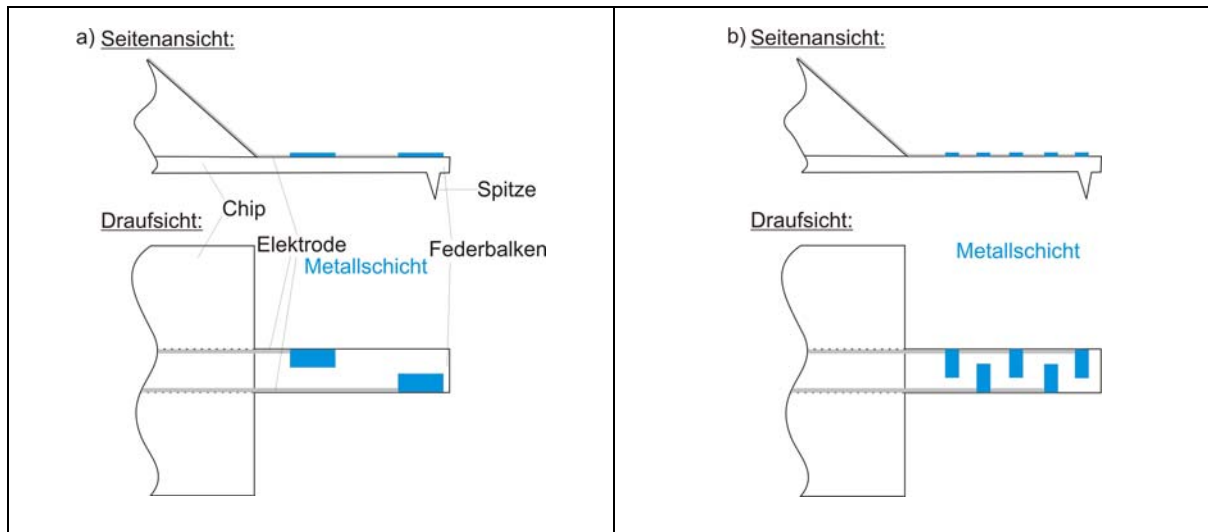 a) Seitenansicht:
Spitze
Chip
Draufsicht:
Elektrode
Federbalken
Metallschicht
b) Seitenansicht:
Draufsicht:
Metallschicht